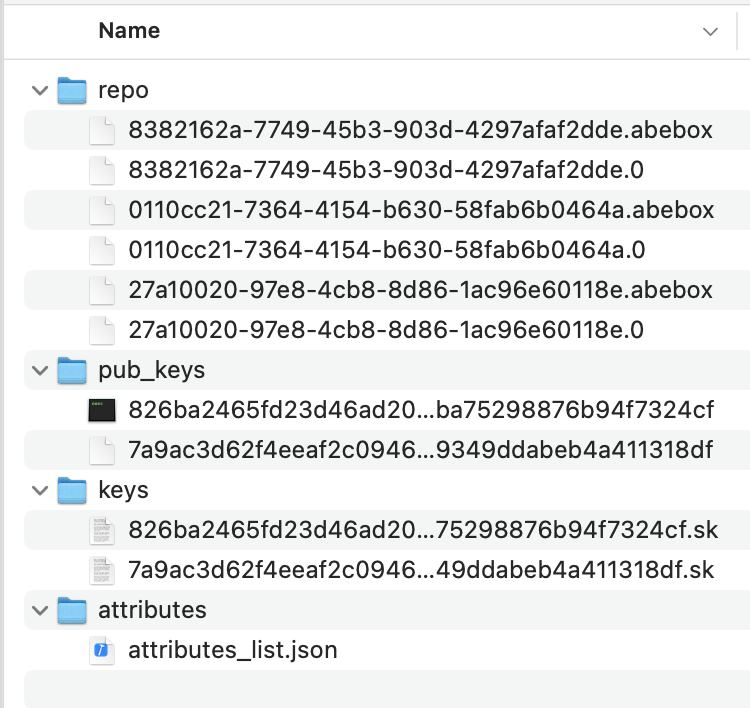 Name
repo
8382162a-7749-45b3-903d-4297afaf2dde.abebox
8382162a-7749-45b3-903d-4297afaf2dde.0
0110cc21-7364-4154-b630-58fab6b0464a.abebox
0110cc21-7364-4154-b630-58fab6b0464a.0
27a10020-97e8-4cb8-8d86-1ac96e60118e.abebox
27a10020-97e8-4cb8-8d86-1ac96e60118e.0
pub_keys
826ba2465fd23d46ad20...ba75298876b94f7324cf
7a9ac3d62f4eeaf2c0946...9349ddabeb4a411318df
keys
826ba2465fd23d46ad20...75298876b94f7324cf.sk
7a9ac3d62f4eeaf2c0946...49ddabeb4a411318df.sk
attributes
attributes_list.json